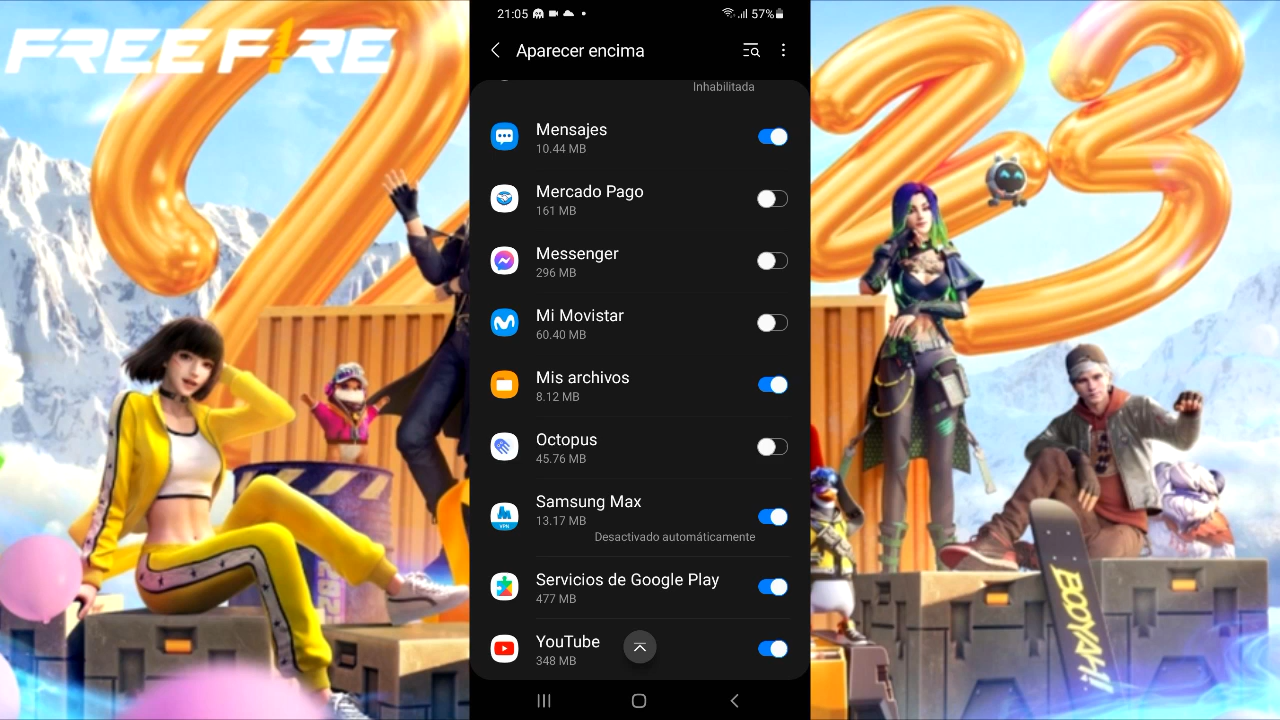 FREE FIRE
21:05
57%
Aparecer encima
Inhabilitada
Mensajes
10.44 MB
Mercado Pago
161 MB
Messenger
296 MB
Mi Movistar
60.40 MB
Mis archivos
8.12 MB
Octopus
45.76 MB
Samsung Max
13.17 MB
VPN
Desactivado automáticamente
Servicios de Google Play
477 MB
YouTube
348 MB
23
BOOYAH!!